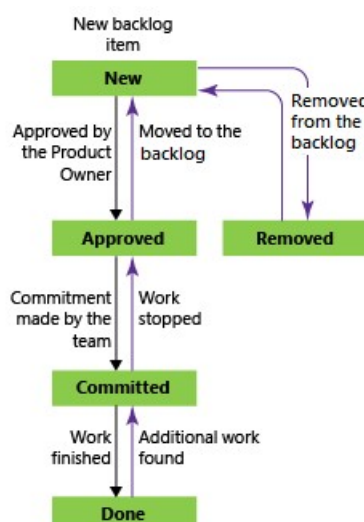 New backlog
item
New
Approved by
the Product
Owner
Moved to the
backlog
Removed
from the
backlog
Approved
Removed
Commitment
made by the
team
Work
stopped
Committed
Work
finished
Additional work
found
Done